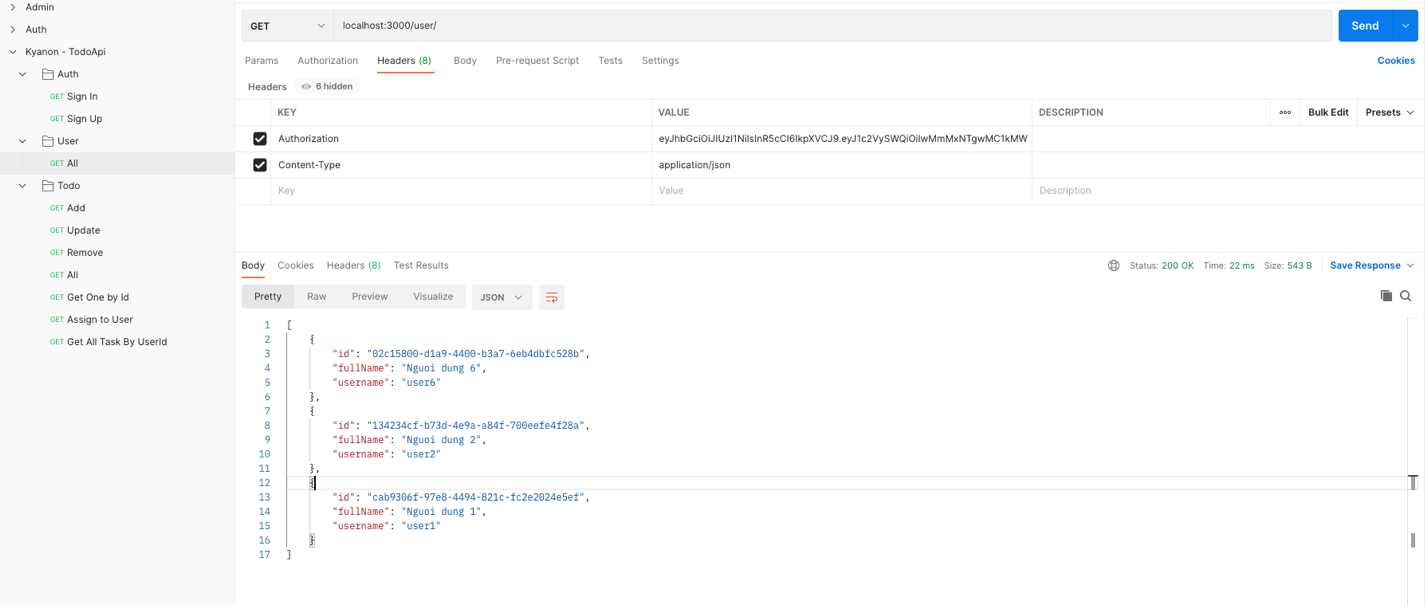 Admin
Auth
Kyanon - TodoApi
Auth
GET Sign In
GET Sign Up
User
GET All
Todo
GET Add
GET Update
GET Remove
GET All
GET Get One by Id
GET Assign to User
GET Get All Task By UserId
GET localhost:3000/user/ Send
Params Authorization Headers (8) Body Pre-request Script Tests Settings Cookies
Headers 6 hidden
KEY VALUE DESCRIPTION ooo Bulk Edit Presets
Authorization
Content-Type application/json
Key Value Description
Body Cookies Headers (8) Test Results Status: 200 OK Time: 22 ms Size: 543 B Save Response
Pretty Raw Preview Visualize JSON
1 [
2 {
3 "id": "02c15800-d1a9-4400-b3a7-6eb4dbfc528b",
4 "fullName": "Nguoi dung 6",
5 "username": "user6"
6 },
7 {
8 "id": "134234cf-b73d-4e9a-a84f-700eefe4f28a",
9 "fullName": "Nguoi dung 2",
10 "username": "user2"
11 },
12 {
13 "id": "cab9306f-97e8-4494-821c-fc2e2024e5ef",
14 "fullName": "Nguoi dung 1",
15 "username": "user1"
16 }
17 ]